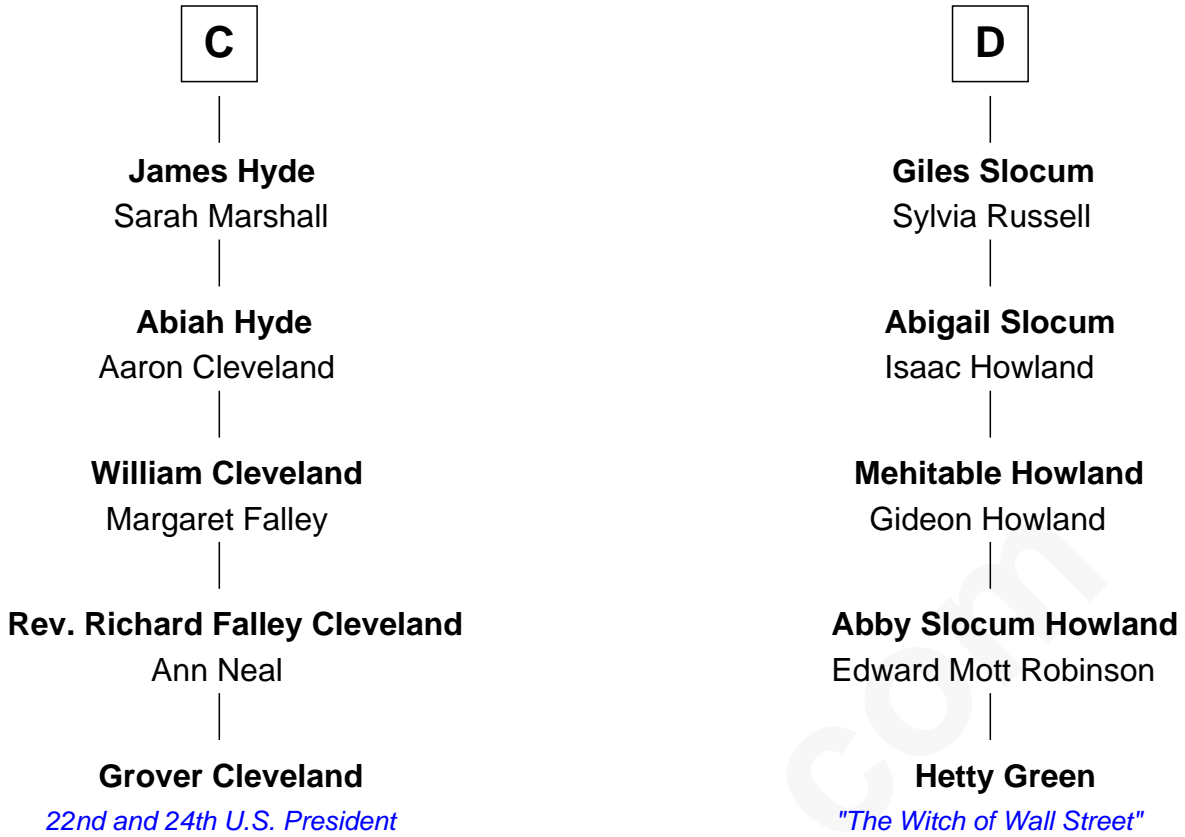 C
James Hyde
Sarah Marshall
Abiah Hyde
Aaron Cleveland
William Cleveland
Margaret Falley
Rev. Richard Falley Cleveland
Ann Neal
Grover Cleveland
22nd and 24th U.S. President
D
Giles Slocum
Sylvia Russell
Abigail Slocum
Isaac Howland
Mehitable Howland
Gideon Howland
Abby Slocum Howland
Edward Mott Robinson
Hetty Green
"The Witch of Wall Street"
com